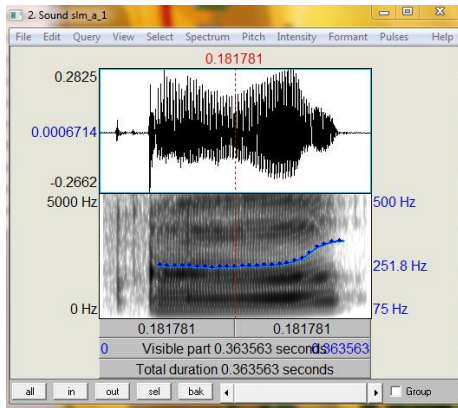 2. Sound slm_a_1
File Edit Query View Select Spectrum Pitch Intensity Formant Pulses Help
0.181781
0.2825
0.0006714
-0.2662
5000 Hz 500 Hz
251.8 Hz
0 Hz 75 Hz
0.181781 0.181781
0 Visible part 0.363563 seconds 0.363563
Total duration 0.363563 seconds
all in out sel bak Group